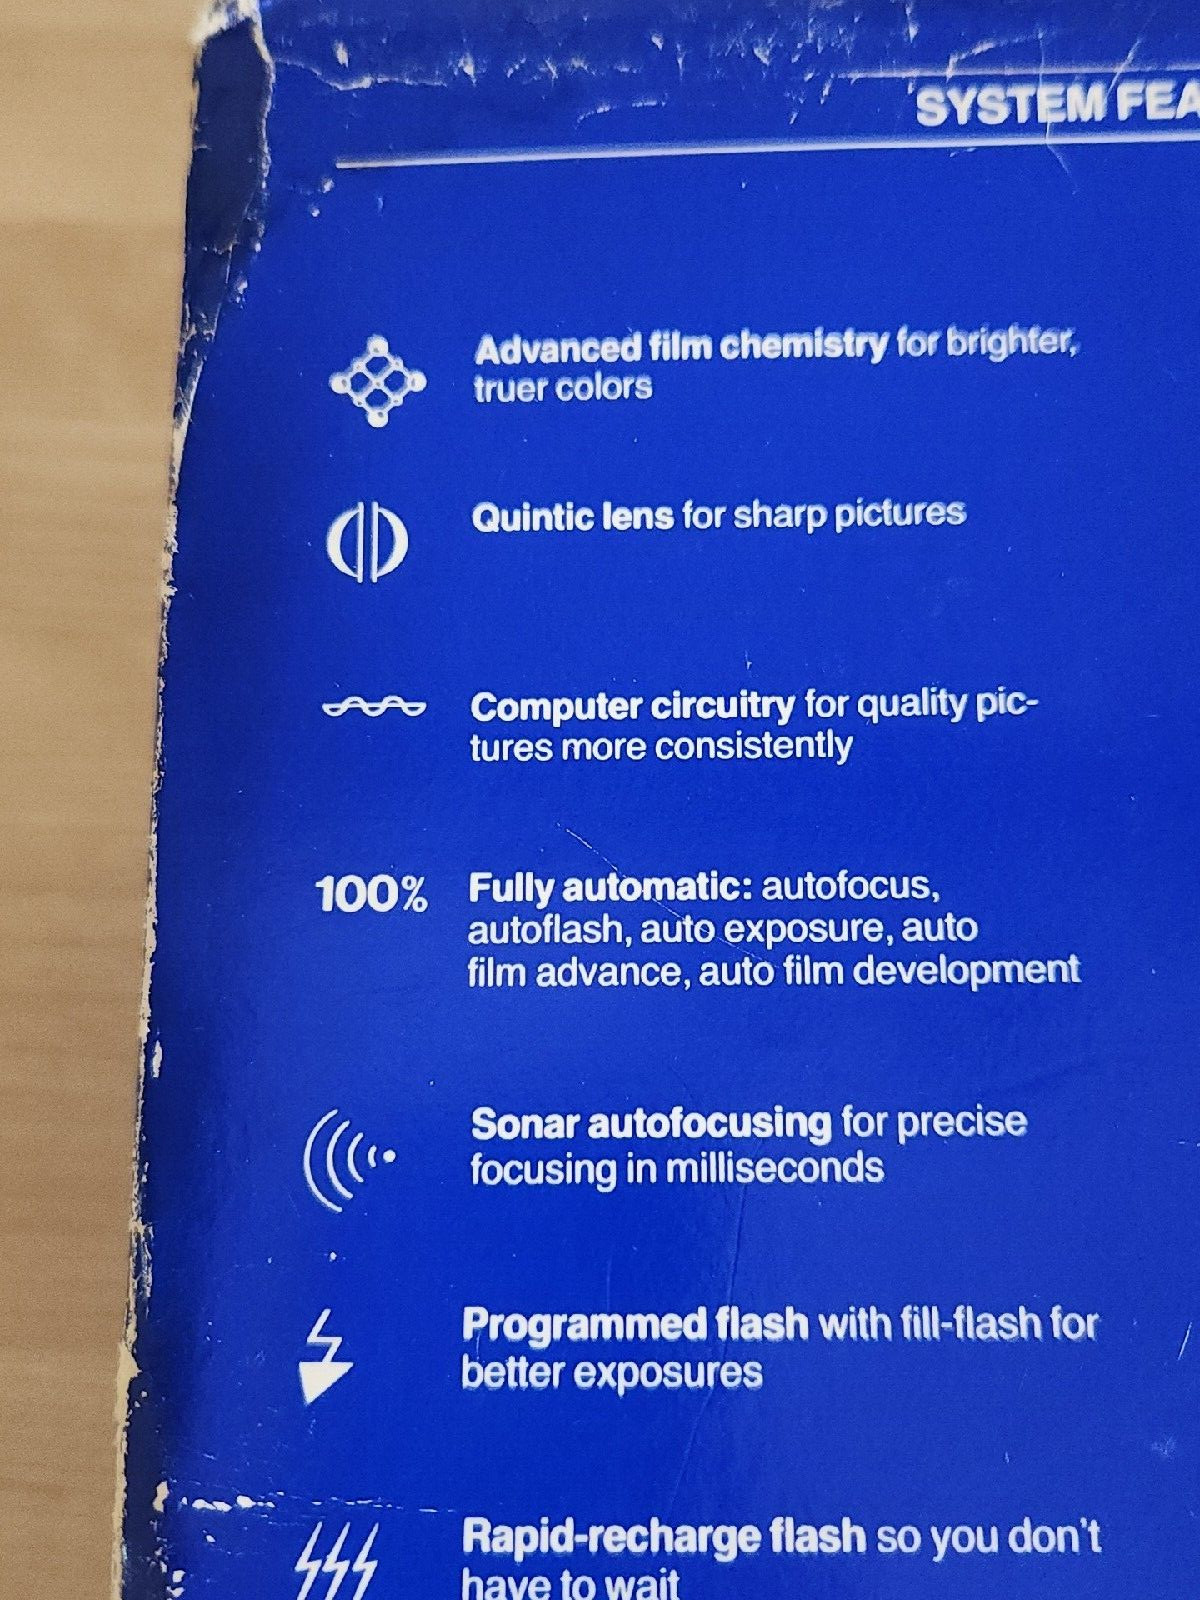 SYSTEM FEA
Advanced film chemistry for brighter,
truer colors
Quintic lens for sharp pictures
Computer circuitry for quality pic-
tures more consistently
100% Fully automatic: autofocus,
autoflash, auto exposure, auto
film advance, auto film development
Sonar autofocusing for precise
focusing in milliseconds
Programmed flash with fill-flash for
better exposures
Rapid-recharge flash so you don't
have to wait